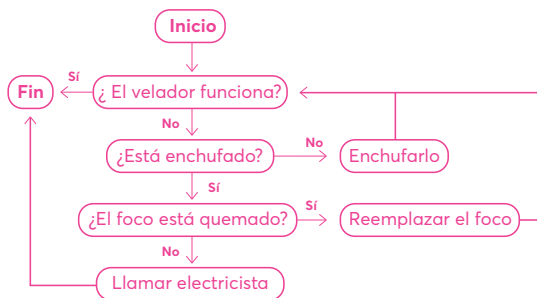 Inicio
Sí
Fin
¿ El velador funciona?
No
¿Está enchufado?
No
Enchufarlo
Sí
¿El foco está quemado?
Sí
Reemplazar el foco
No
Llamar electricista